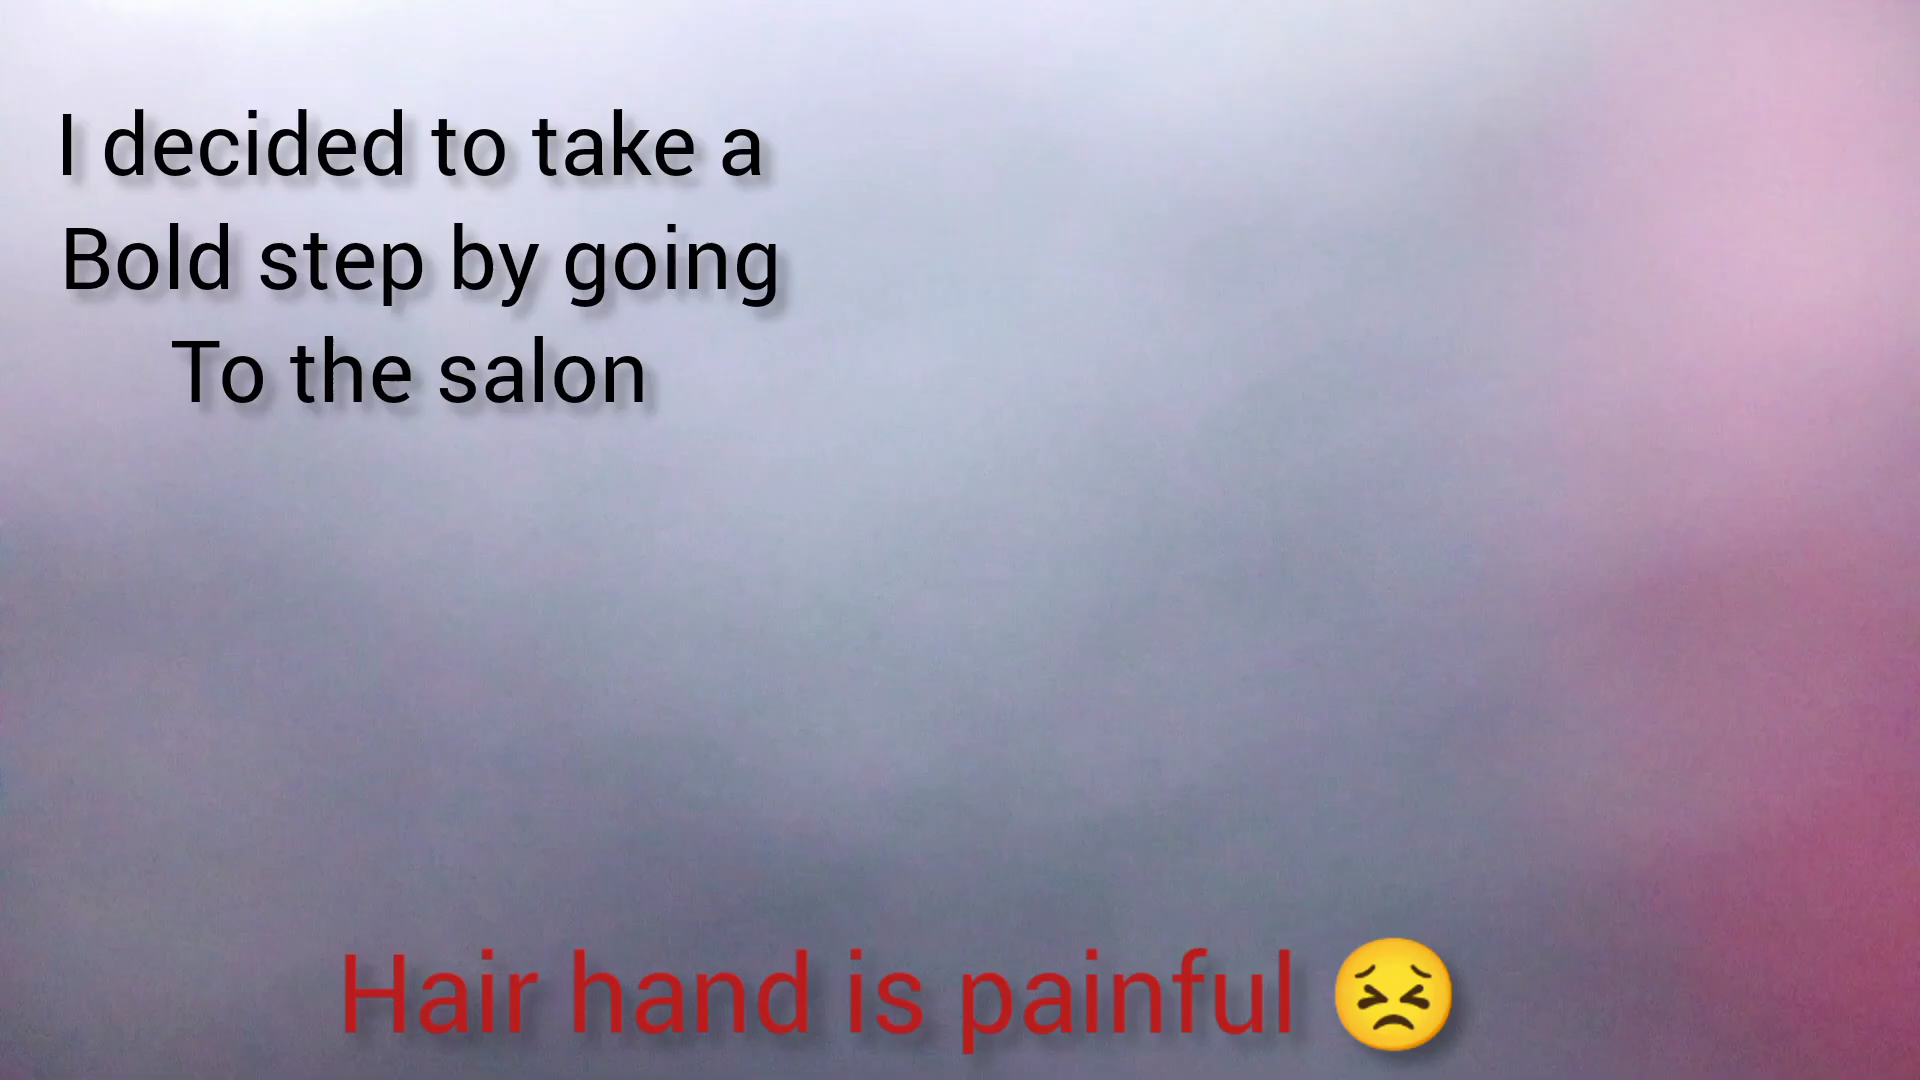 I decided to take a
Bold step by going
To the salon
Hair hand is painful 😣